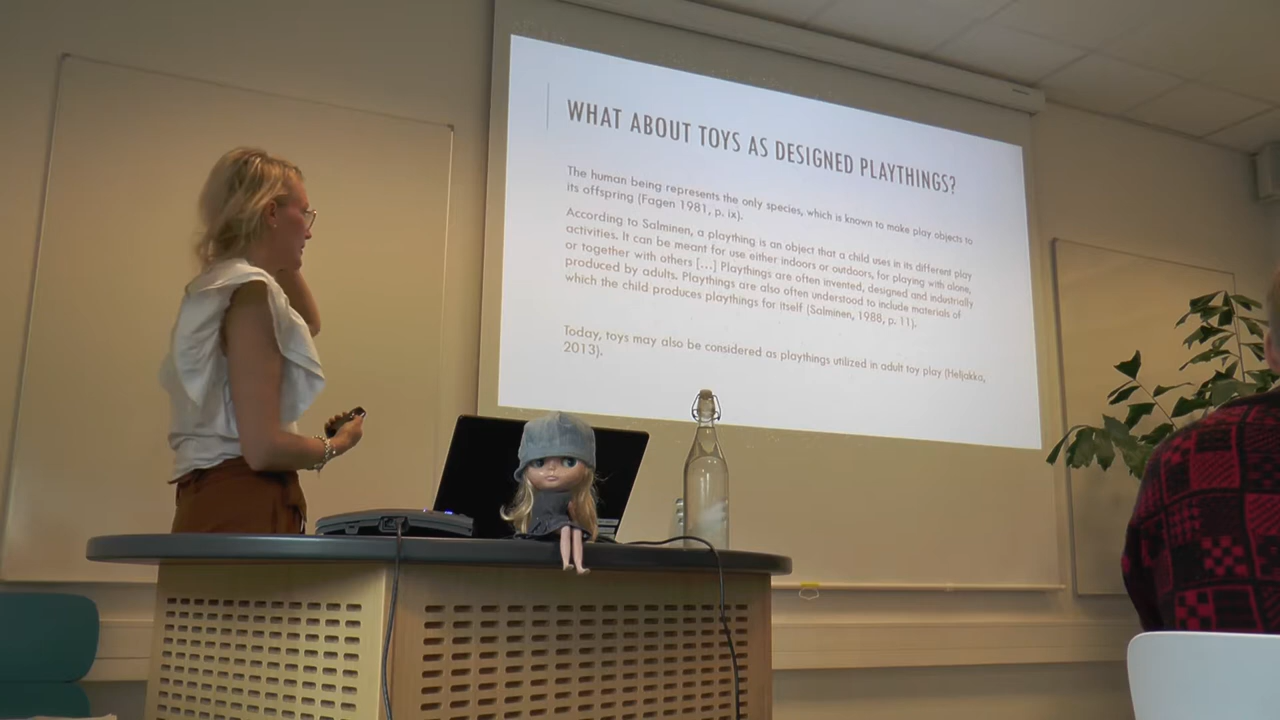 WHAT ABOUT TOYS AS DESIGNED PLAYTHINGS?
The human being represents the only species, which is known to make play objects to
its offspring (Fagen 1981, p. ix).
According to Salminen, a plaything is an object that a child uses in its different play
activities. It can be meant for use either indoors or outdoors, for playing with alone,
or together with others [...] Playthings are often invented, designed and industrially
produced by adults. Playthings are also often understood to include materials of
which the child produces playthings for itself (Salminen, 1988, p. 11).
Today, toys may also be considered as playthings utilized in adult toy play (Heljakka,
2013).